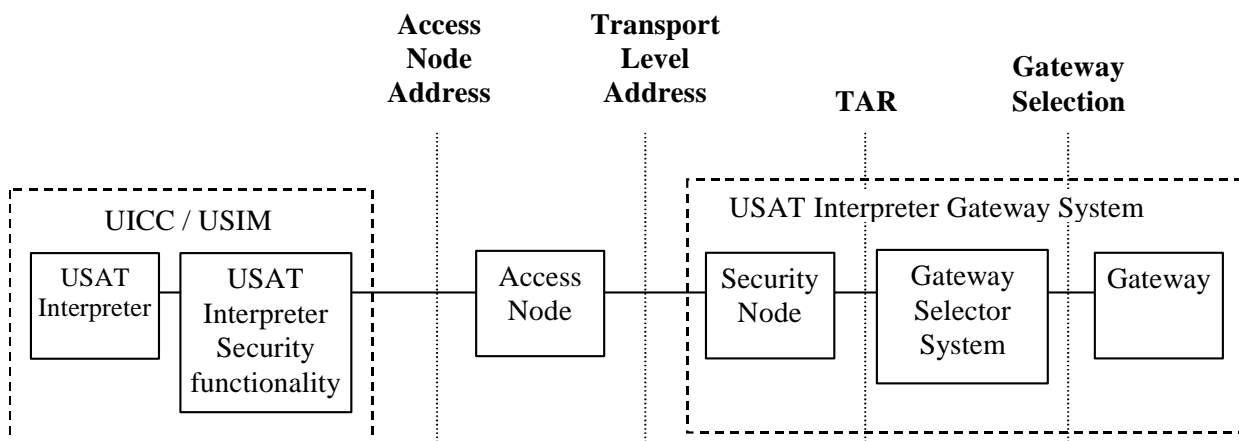 Access
Node
Address
Transport
Level
Address
TAR
Gateway
Selection
UICC / USIM
USAT Interpreter Gateway System
USAT
Interpreter
USAT
Interpreter
Security
functionality
Access
Node
Security
Node
Gateway
Selector
System
Gateway